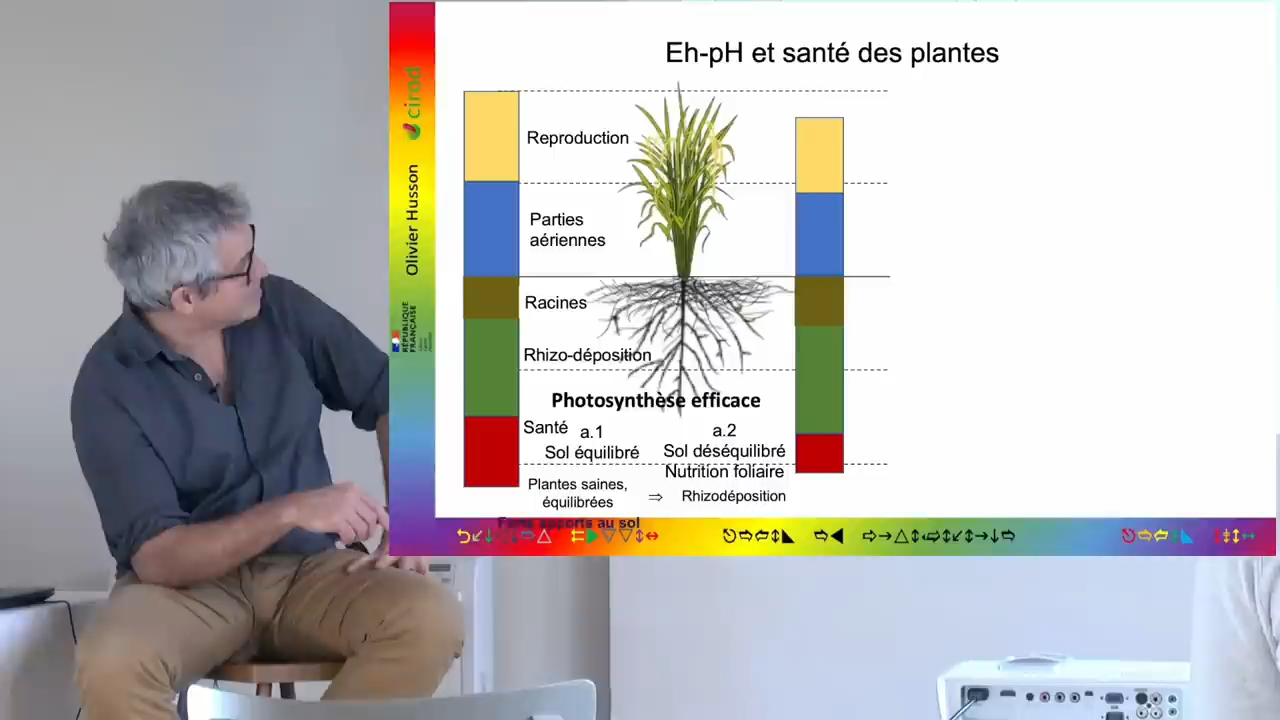 Eh-pH et santé des plantes
cirad
Olivier Husson
RÉPUBLIQUE
FRANÇAISE
Reproduction
Parties
aériennes
Racines
Rhizo-déposition
Photosynthèse efficace
Santé
a.1
Sol équilibré
a.2
Sol déséquilibré
Nutrition foliaire
Plantes saines,
équilibrées
⇒ Rhizodéposition
Forts apports au sol